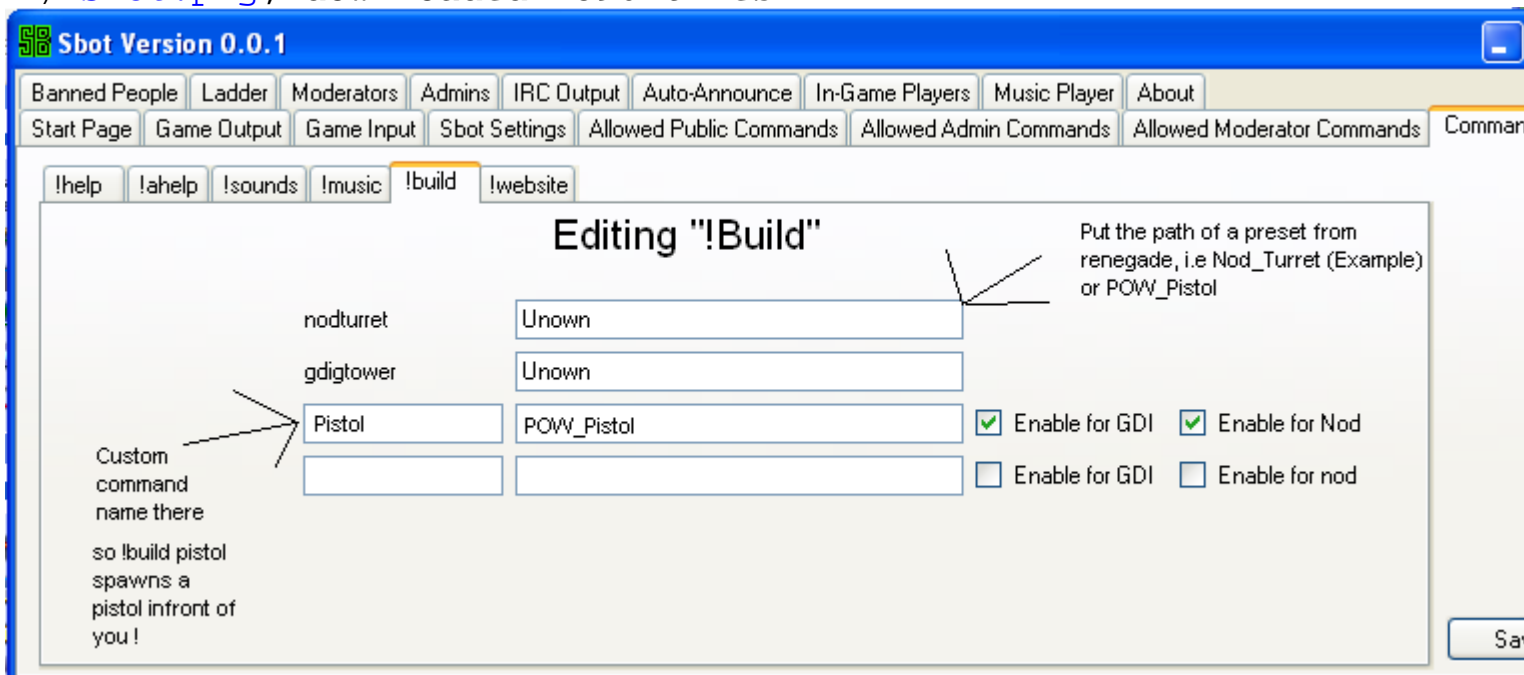 Sbot Version 0.0.1
Banned People Ladder Moderators Admins IRC Output Auto-Announce In-Game Players Music Player About
Start Page Game Output Game Input Sbot Settings Allowed Public Commands Allowed Admin Commands Allowed Moderator Commands Comman
!help !ahelp !sounds !music !build !website
Editing "!Build"
Put the path of a preset from
renegade, i.e Nod_Turret (Example)
or POW_Pistol
nodturret Unown
gdigtower Unown
Pistol POW_Pistol Enable for GDI Enable for Nod
Enable for GDI Enable for nod
Custom
command
name there
so !build pistol
spawns a
pistol infront of
you !
Sav